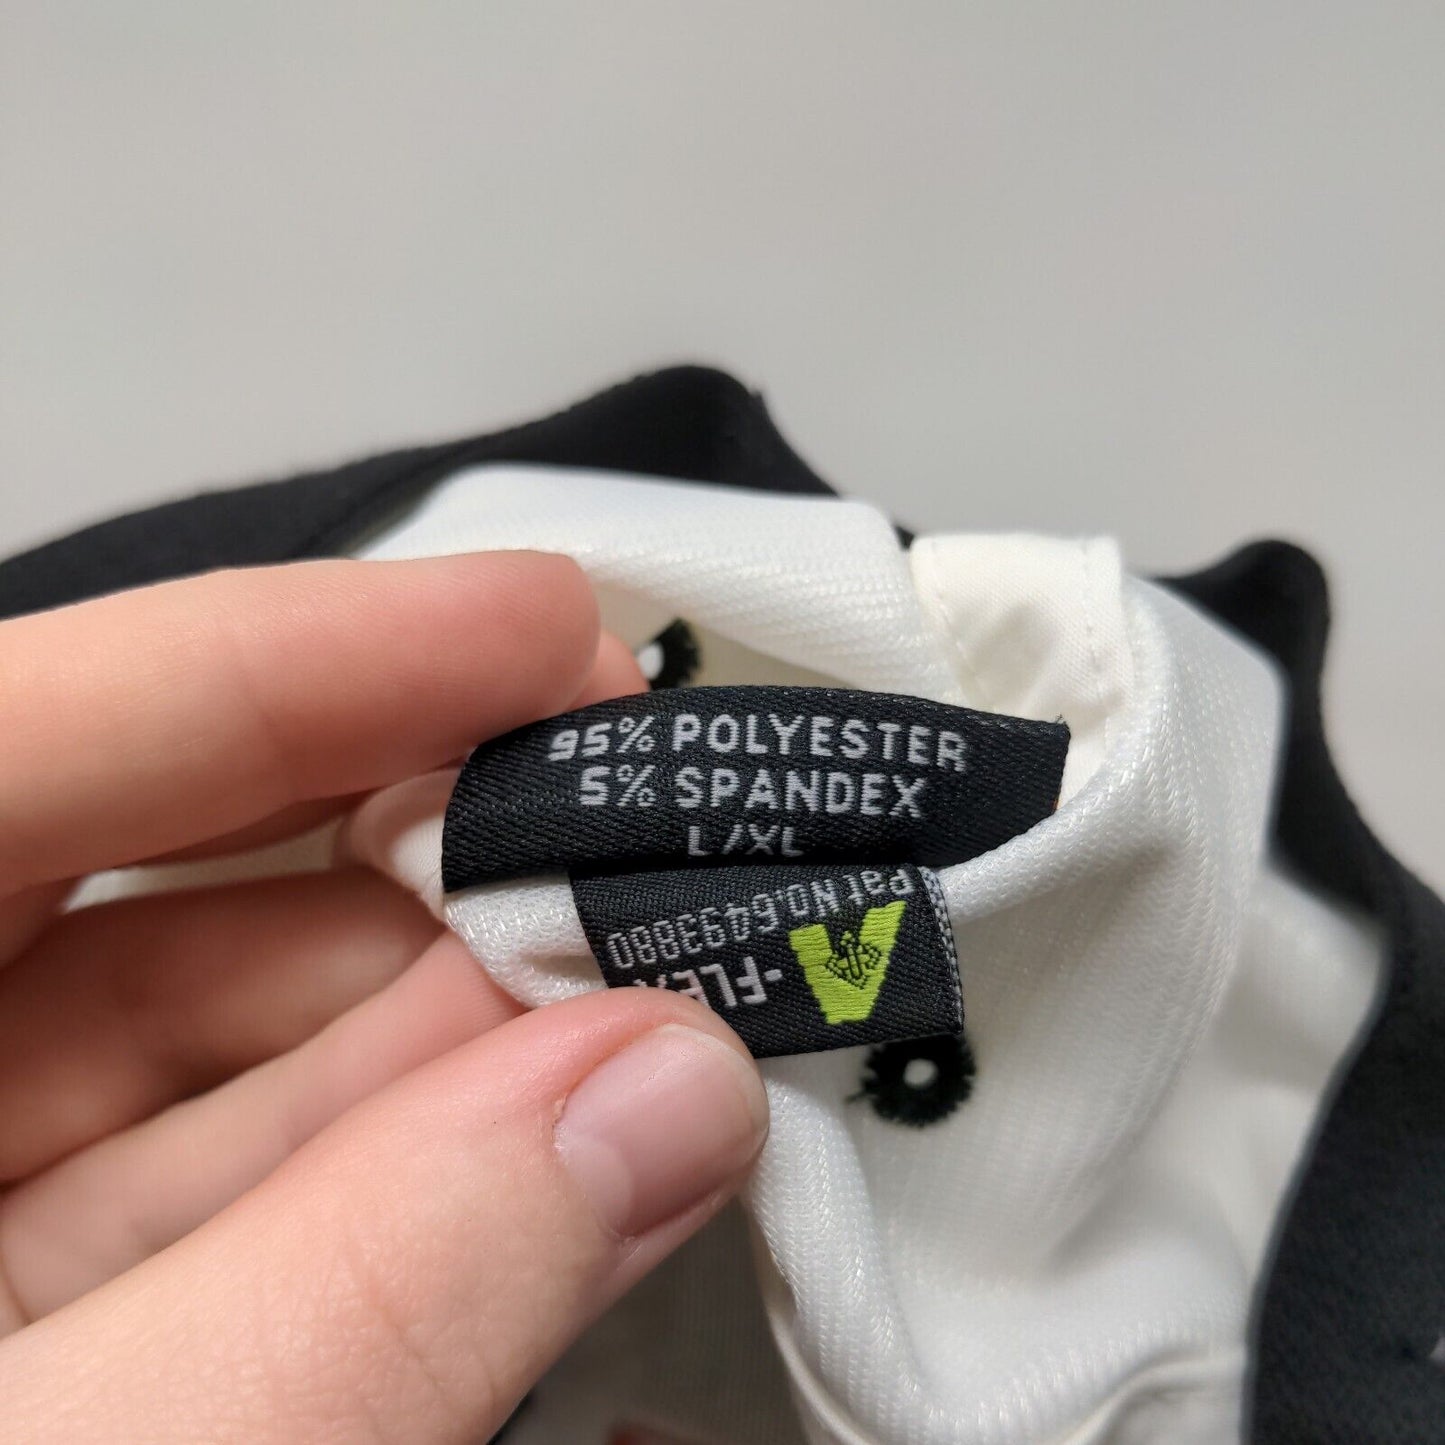 95% POLYESTER
5% SPANDEX
L/XL
Pat No.6493880
-FLEX